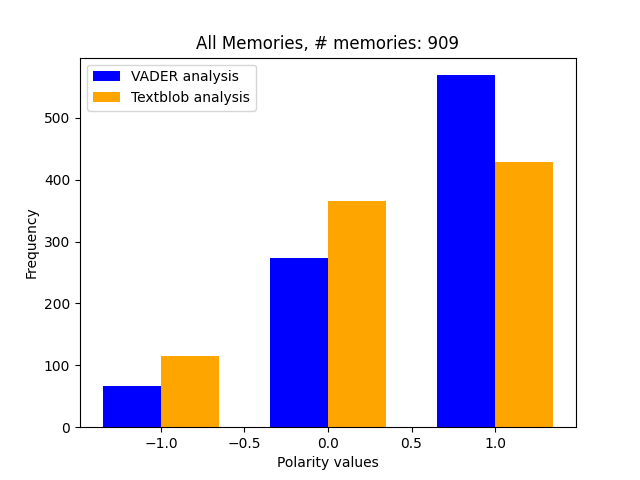 All Memories, # memories: 909
VADER analysis
Textblob analysis
Frequency
500
400
300
200
100
0
−1.0 −0.5 0.0 0.5 1.0
Polarity values